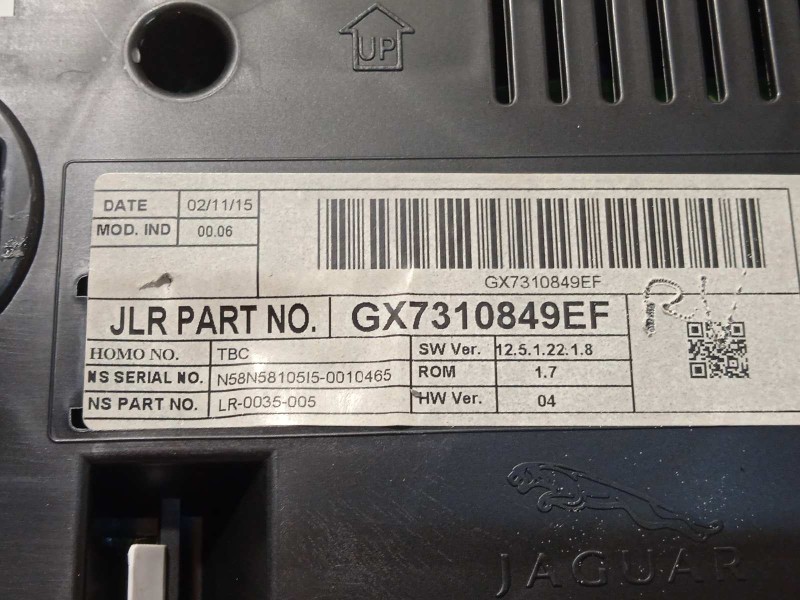 UP
DATE 02/11/15
MOD. IND 00.06
GX7310849EF
JLR PART NO. GX7310849EF
HOMO NO. TBC
SW Ver. 12.5.1.22.1.8
NS SERIAL NO. N58N58105I5-0010465
ROM 1.7
NS PART NO. LR-0035-005
HW Ver. 04
JAGUAR